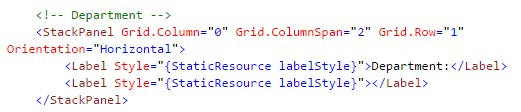 <!-- Department -->
<StackPanel Grid.Column="0" Grid.ColumnSpan="2" Grid.Row="1"
Orientation="Horizontal">
<Label Style="{StaticResource labelStyle}">Department:</Label>
<Label Style="{StaticResource labelStyle}"></Label>
</StackPanel>